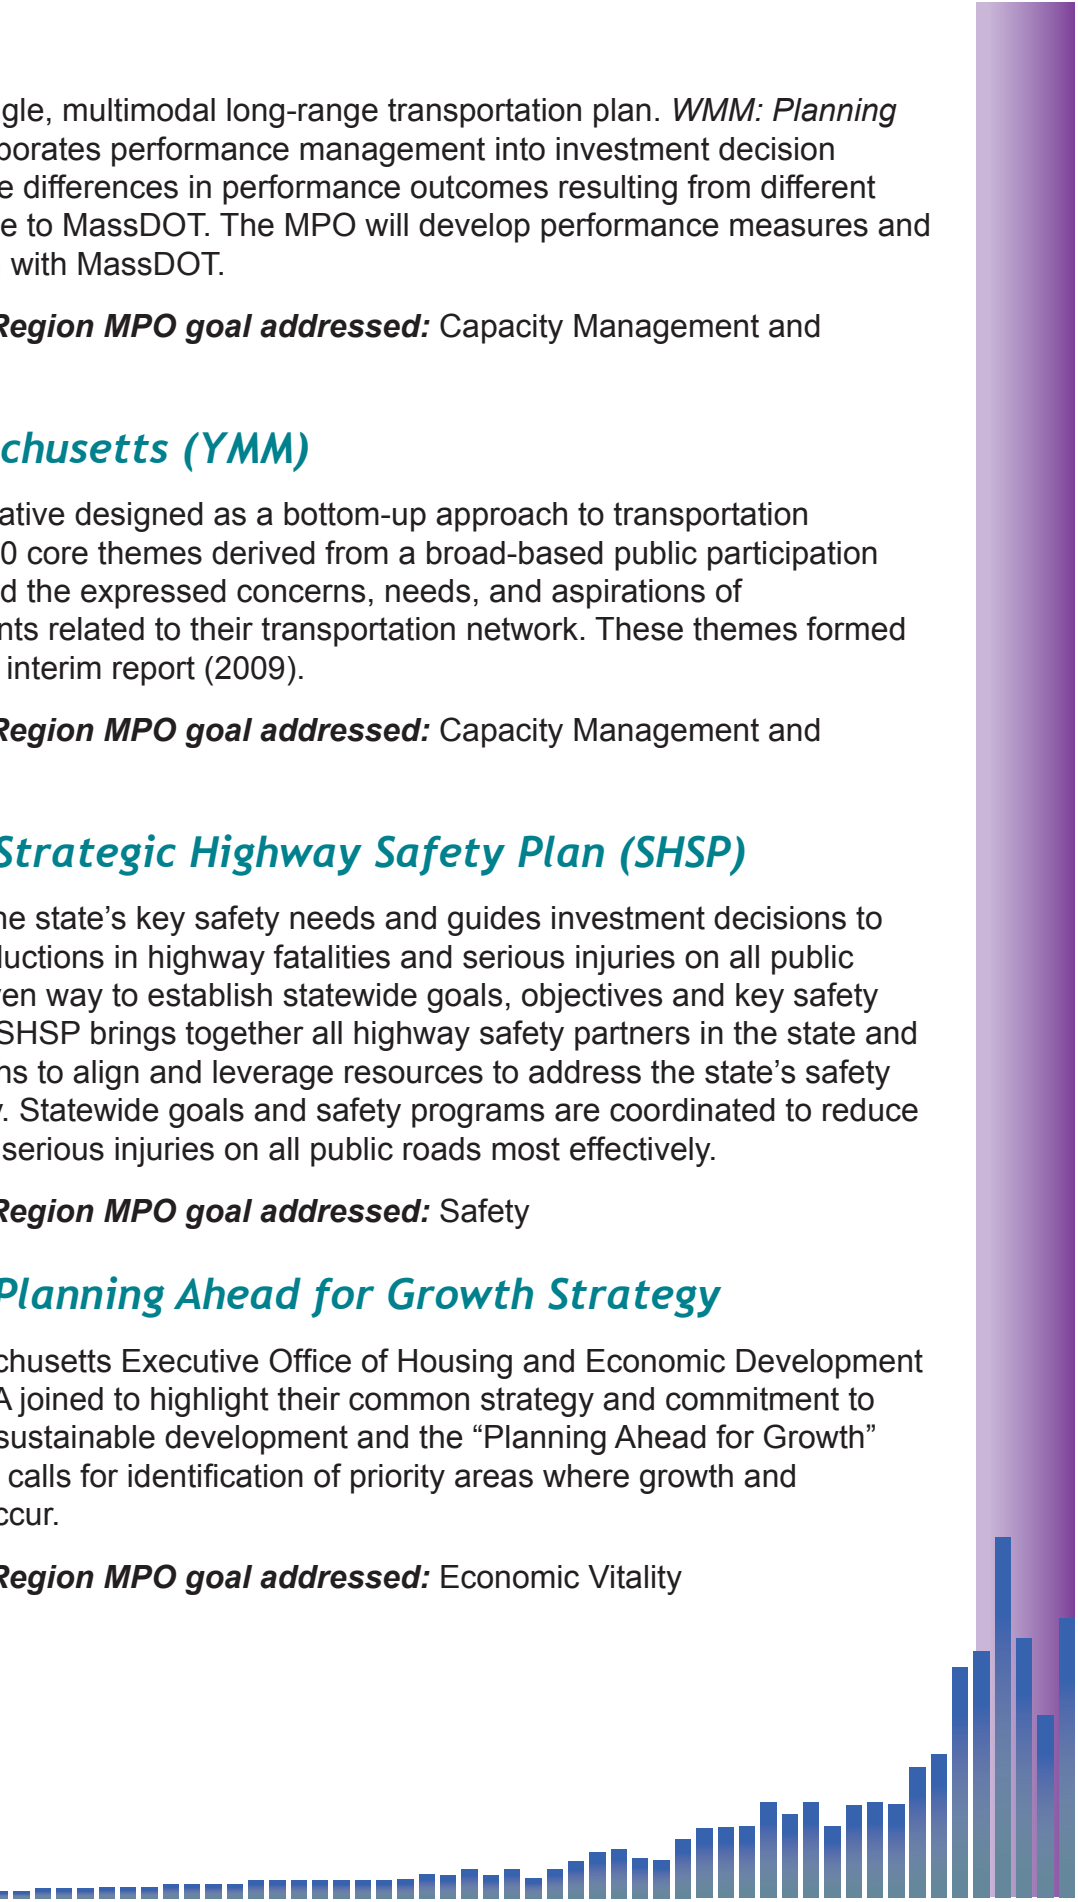 gle, multimodal long-range transportation plan. WMM: Planning
porates performance management into investment decision
e differences in performance outcomes resulting from different
e to MassDOT. The MPO will develop performance measures and
with MassDOT.
Region MPO goal addressed: Capacity Management and
chusetts (YMM)
ative designed as a bottom-up approach to transportation
0 core themes derived from a broad-based public participation
d the expressed concerns, needs, and aspirations of
nts related to their transportation network. These themes formed
interim report (2009).
Region MPO goal addressed: Capacity Management and
Strategic Highway Safety Plan (SHSP)
he state’s key safety needs and guides investment decisions to
ductions in highway fatalities and serious injuries on all public
ven way to establish statewide goals, objectives and key safety
SHSP brings together all highway safety partners in the state and
ns to align and leverage resources to address the state’s safety
y. Statewide goals and safety programs are coordinated to reduce
serious injuries on all public roads most effectively.
Region MPO goal addressed: Safety
Planning Ahead for Growth Strategy
chusetts Executive Office of Housing and Economic Development
A joined to highlight their common strategy and commitment to
sustainable development and the “Planning Ahead for Growth”
calls for identification of priority areas where growth and
ccur.
Region MPO goal addressed: Economic Vitality